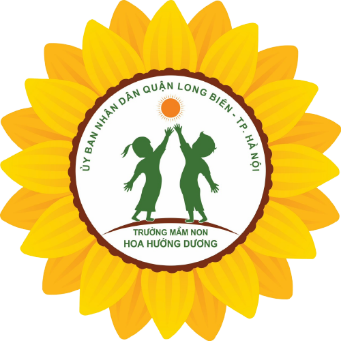 ỦY BAN NHÂN DÂN QUẬN LONG BIÊN - TP. HÀ NỘI
TRƯỜNG MẦM NON
HOA HƯỚNG DƯƠNG